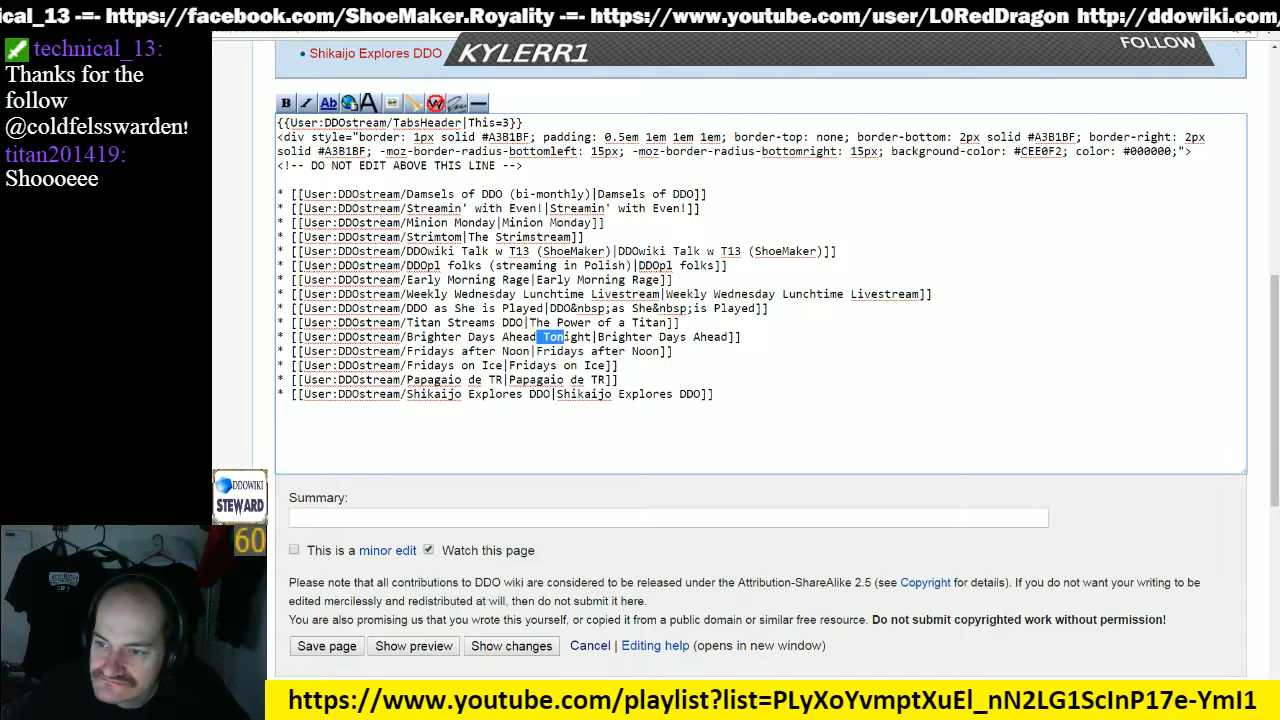 ical_13 -=- https://facebook.com/ShoeMaker.Royality -=- https://www.youtube.com/user/L0RedDragon http://ddowiki.com/
technical_13:
Thanks for the
follow
@coldfelsswarden!
titan201419:
Shoooeee
• Shikaijo Explores DDO
KYLERR1
FOLLOW
{{User:DDOstream/TabsHeader|This=3}}
<div style="border: 1px solid #A3B1BF; padding: 0.5em 1em 1em 1em; border-top: none; border-bottom: 2px solid #A3B1BF; border-right: 2px
solid #A3B1BF; -moz-border-radius-bottomleft: 15px; -moz-border-radius-bottomright: 15px; background-color: #CEE0F2; color: #000000;">
<!-- DO NOT EDIT ABOVE THIS LINE -->
* [[User:DDOstream/Damsels of DDO (bi-monthly)|Damsels of DDO]]
* [[User:DDOstream/Streamin' with Even!|Streamin' with Even!]]
* [[User:DDOstream/Minion Monday|Minion Monday]]
* [[User:DDOstream/Strimtom|The Strimstream]]
* [[User:DDOstream/DDOwiki Talk w T13 (ShoeMaker)|DDOwiki Talk w T13 (ShoeMaker)]]
* [[User:DDOstream/DDOpl folks (streaming in Polish)|DDOpl folks]]
* [[User:DDOstream/Early Morning Rage|Early Morning Rage]]
* [[User:DDOstream/Weekly Wednesday Lunchtime Livestream|Weekly Wednesday Lunchtime Livestream]]
* [[User:DDOstream/DDO as She is Played|DDO&nbsp;as She&nbsp;is Played]]
* [[User:DDOstream/Titan Streams DDO|The Power of a Titan]]
* [[User:DDOstream/Brighter Days Ahead Tonight|Brighter Days Ahead]]
* [[User:DDOstream/Fridays after Noon|Fridays after Noon]]
* [[User:DDOstream/Fridays on Ice|Fridays on Ice]]
* [[User:DDOstream/Papagaio de TR|Papagaio de TR]]
* [[User:DDOstream/Shikaijo Explores DDO|Shikaijo Explores DDO]]
DDOWIKI
STEWARD
60
Summary:
This is a minor edit Watch this page
Please note that all contributions to DDO wiki are considered to be released under the Attribution-ShareAlike 2.5 (see Copyright for details). If you do not want your writing to be
edited mercilessly and redistributed at will, then do not submit it here.
You are also promising us that you wrote this yourself, or copied it from a public domain or similar free resource. Do not submit copyrighted work without permission!
Save page Show preview Show changes Cancel | Editing help (opens in new window)
https://www.youtube.com/playlist?list=PLyXoYvmptXuEl_nN2LG1ScInP17e-YmI1